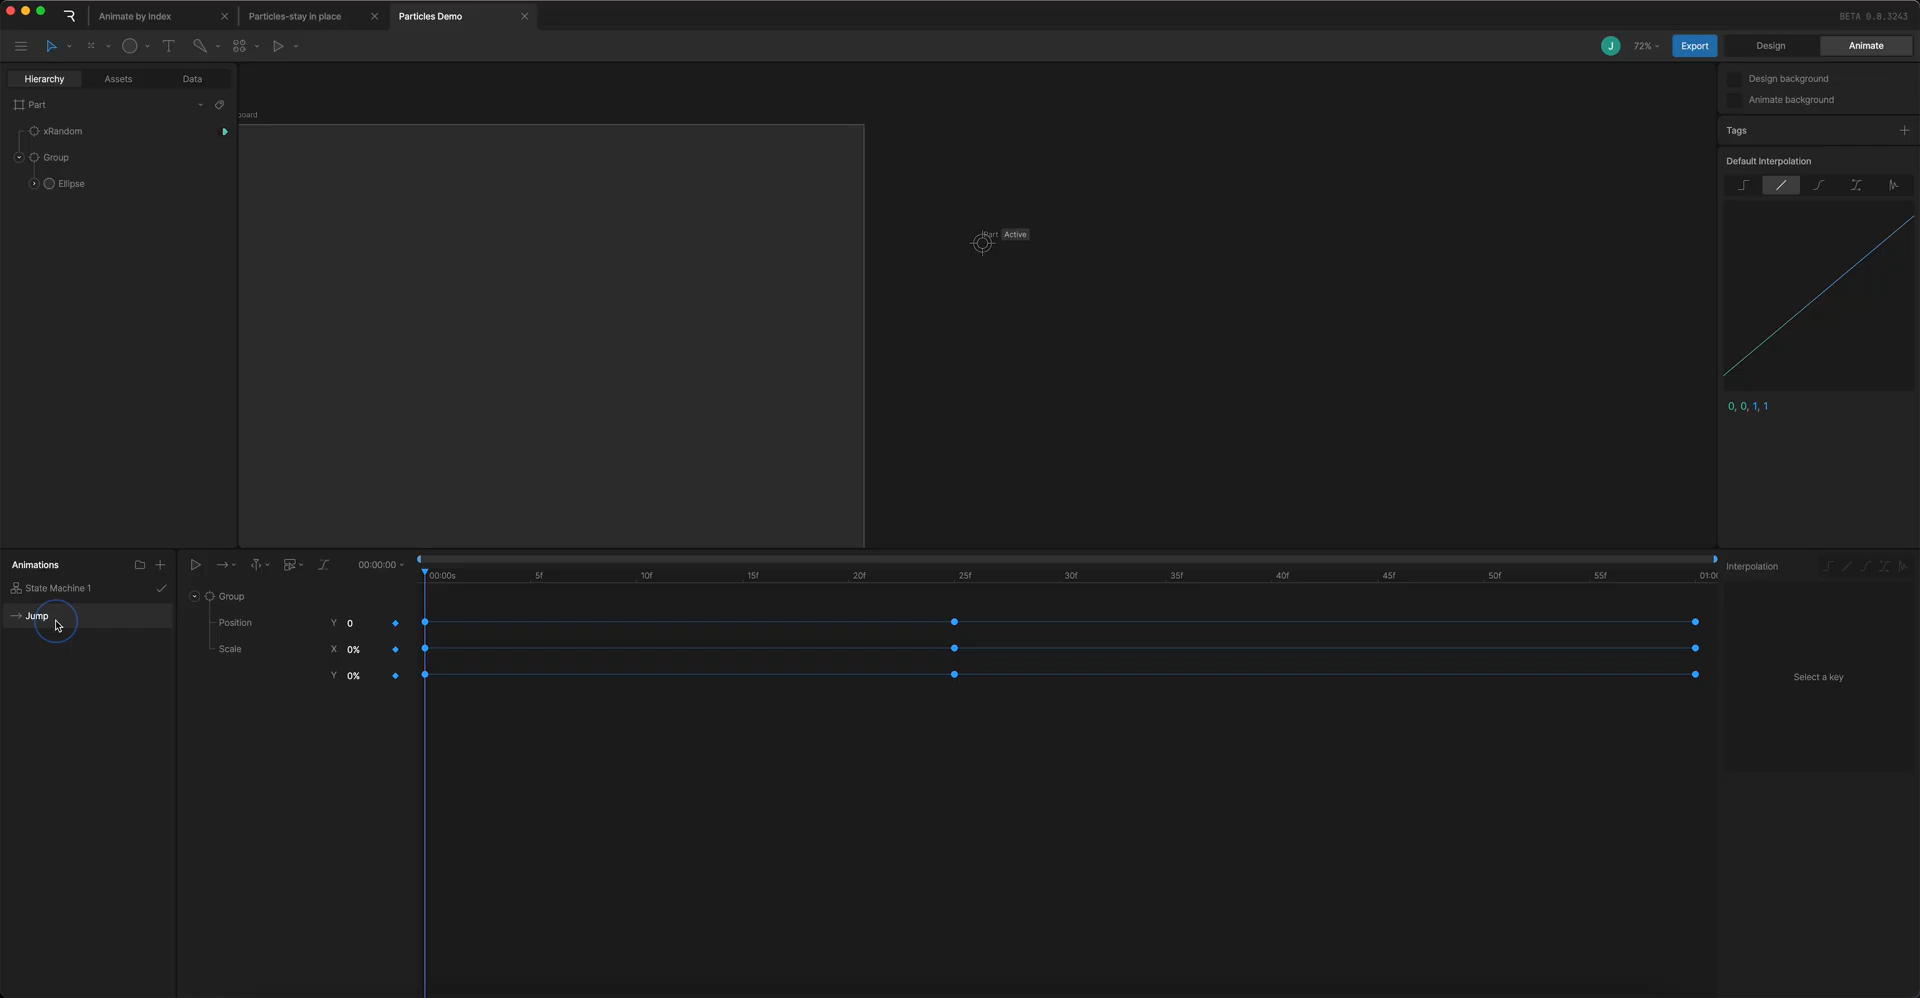 Animate by Index
Particles-stay in place
Particles Demo
BETA 0.8.3243
J
72%
Export
Design
Animate
Hierarchy
Assets
Data
Part
xRandom
Group
Ellipse
board
Part
Active
Design background
Animate background
Tags
Default Interpolation
0, 0, 1, 1
Animations
State Machine 1
Jump
00:00:00
00:00s
5f
10f
15f
20f
25f
30f
35f
40f
45f
50f
55f
01:00
Group
Position
Y
0
Scale
X
0%
Y
0%
Interpolation
Select a key